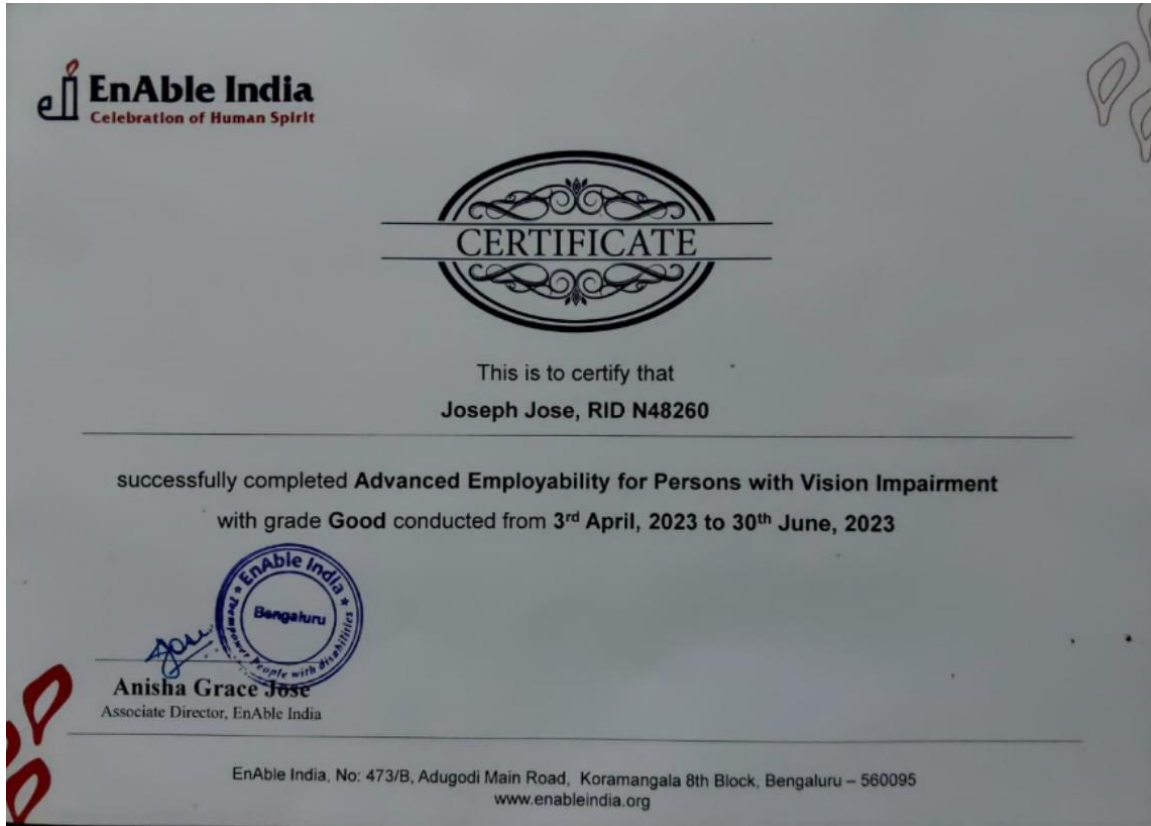 EnAble India
Celebration of Human Spirit
CERTIFICATE
This is to certify that
Joseph Jose, RID N48260
successfully completed Advanced Employability for Persons with Vision Impairment
with grade Good conducted from 3rd April, 2023 to 30th June, 2023
EnAble India
Bengaluru
To empower People with disabilities
Jose
Anisha Grace Jose
Associate Director, EnAble India
EnAble India, No: 473/B, Adugodi Main Road, Koramangala 8th Block, Bengaluru – 560095
www.enableindia.org